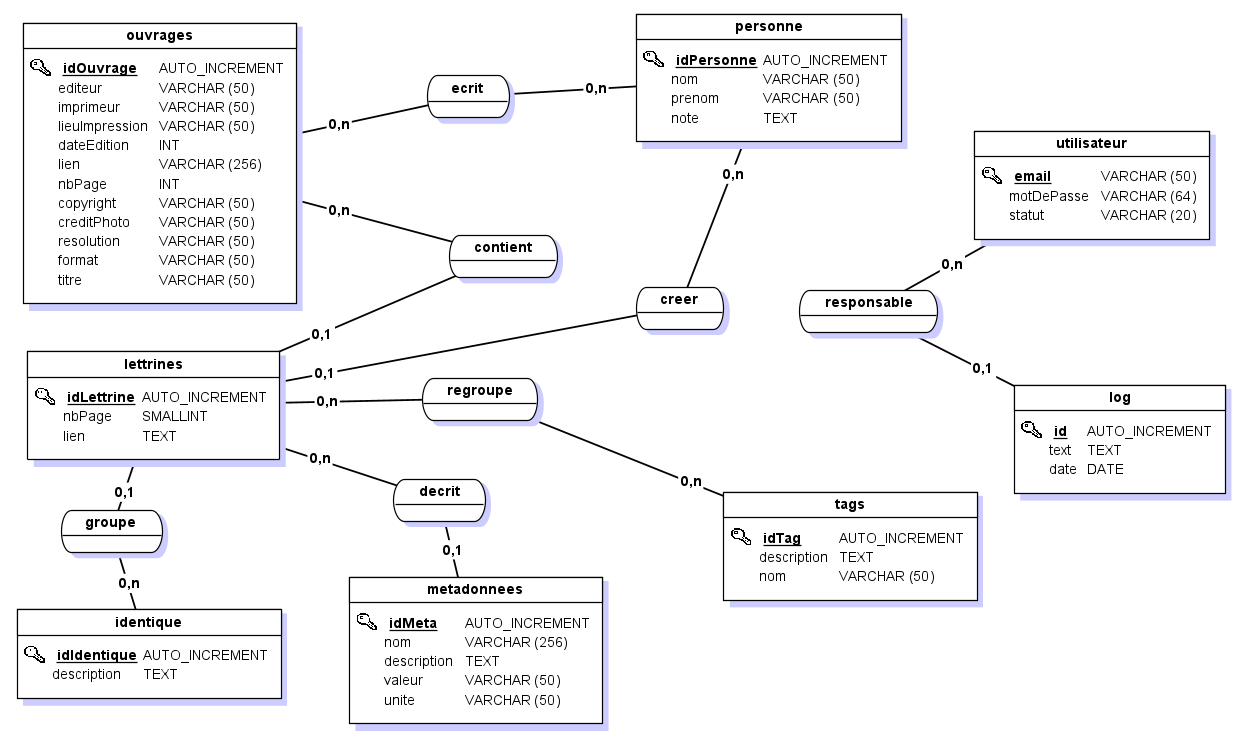 ouvrages
idOuvrage AUTO_INCREMENT
editeur VARCHAR (50)
imprimeur VARCHAR (50)
lieuImpression VARCHAR (50)
dateEdition INT
lien VARCHAR (256)
nbPage INT
copyright VARCHAR (50)
creditPhoto VARCHAR (50)
resolution VARCHAR (50)
format VARCHAR (50)
titre VARCHAR (50)
0,n
ecrit
0,n
personne
idPersonne AUTO_INCREMENT
nom VARCHAR (50)
prenom VARCHAR (50)
note TEXT
0,n
utilisateur
email VARCHAR (50)
motDePasse VARCHAR (64)
statut VARCHAR (20)
0,n
contient
0,n
creer
responsable
0,1
0,1
0,1
lettrines
idLettrine AUTO_INCREMENT
nbPage SMALLINT
lien TEXT
0,n
regroupe
log
id AUTO_INCREMENT
text TEXT
date DATE
0,n
0,n
0,1
decrit
groupe
0,1
0,n
tags
idTag AUTO_INCREMENT
description TEXT
nom VARCHAR (50)
identique
idIdentique AUTO_INCREMENT
description TEXT
metadonnees
idMeta AUTO_INCREMENT
nom VARCHAR (256)
description TEXT
valeur VARCHAR (50)
unite VARCHAR (50)